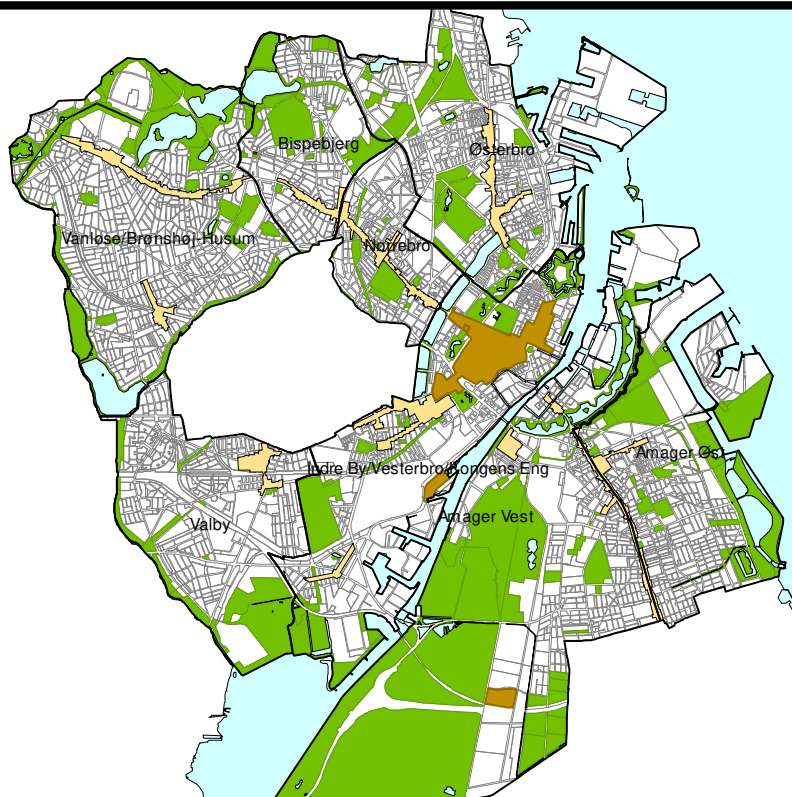 Bispebjerg
Østerbro
Vanløse/Brønshøj-Husum
Nørrebro
Amager Øst
Indre By/Vesterbro/Kongens Eng
Amager Vest
Valby